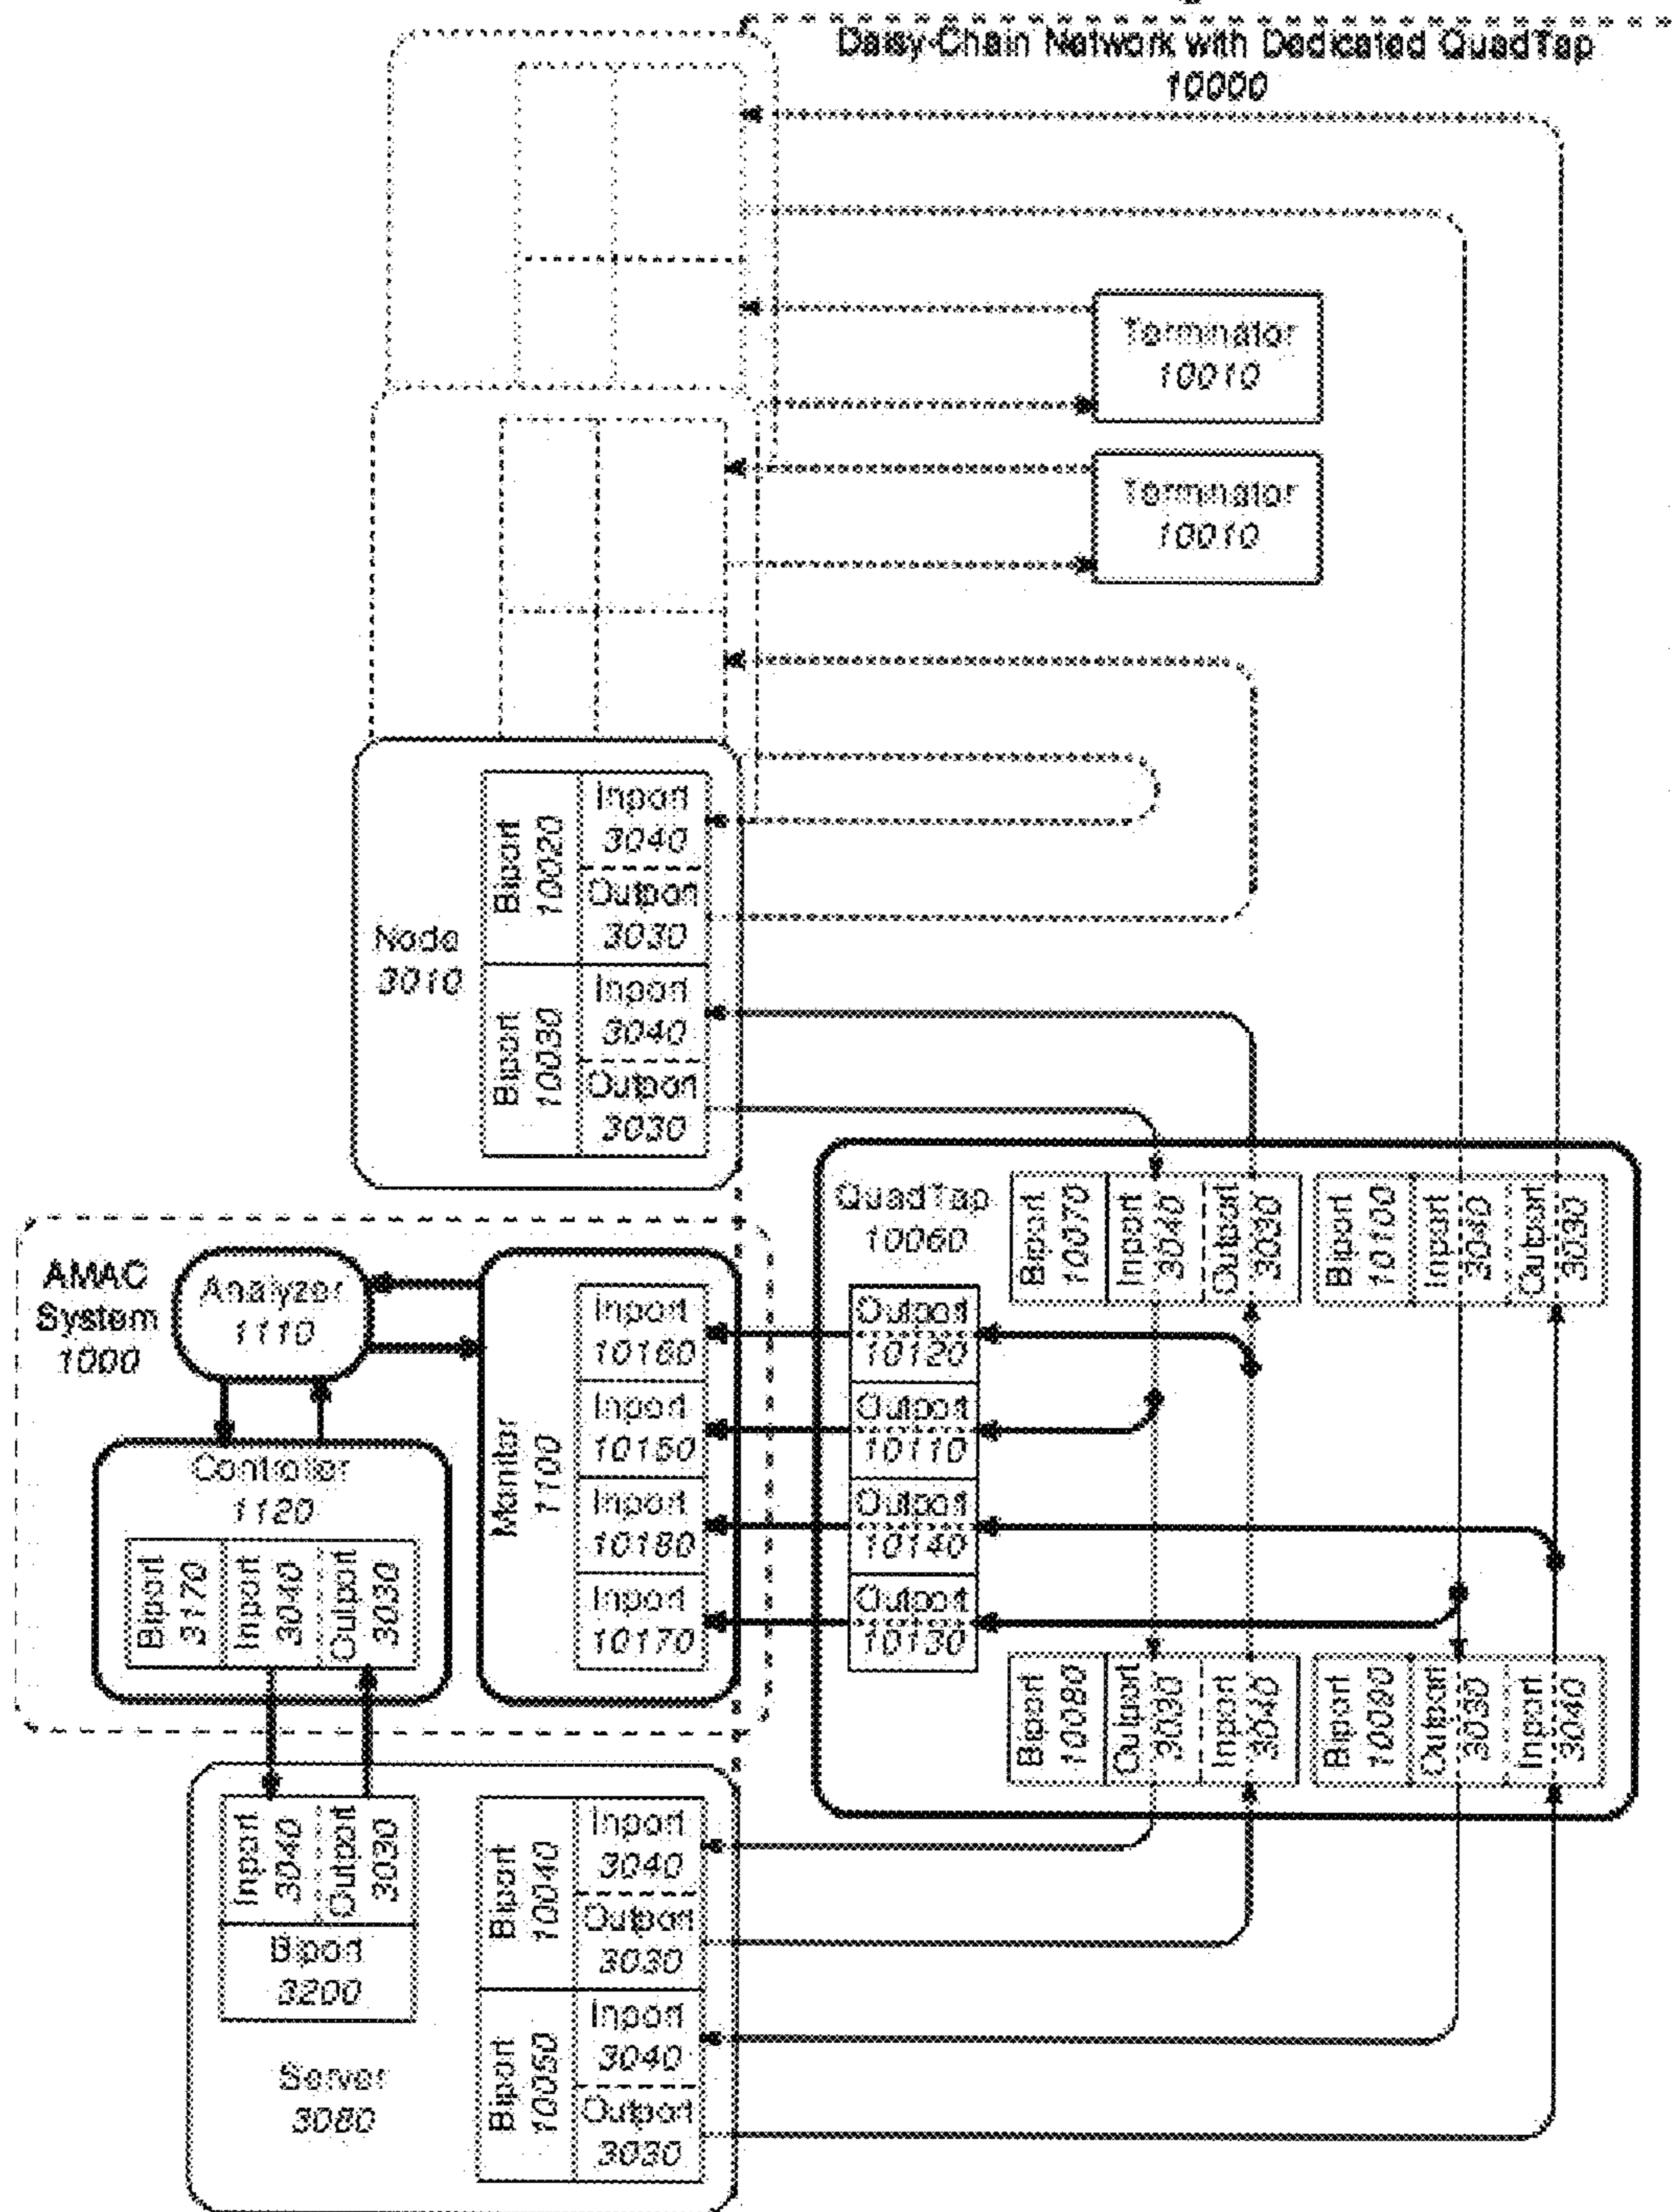 Daisy-Chain Network with Dedicated QuadTap
10000
Terminator
10010
Terminator
10010
Node
3010
Biport
10020
Inport
3040
Outport
3030
Biport
10030
Inport
3040
Outport
3030
QuadTap
10060
Biport
10070
Inport
3040
Outport
3030
Biport
10100
Inport
3040
Outport
3030
AMAC
System
1000
Analyzer
1110
Controller
1120
Biport
3170
Inport
3040
Outport
3030
Monitor
1100
Inport
10160
Inport
10150
Inport
10180
Inport
10170
Outport
10120
Outport
10110
Outport
10140
Outport
10130
Biport
10080
Outport
3030
Inport
3040
Biport
10090
Outport
3030
Inport
3040
Inport
3040
Outport
3030
Biport
3200
Server
3080
Biport
10040
Inport
3040
Outport
3030
Biport
10050
Inport
3040
Outport
3030